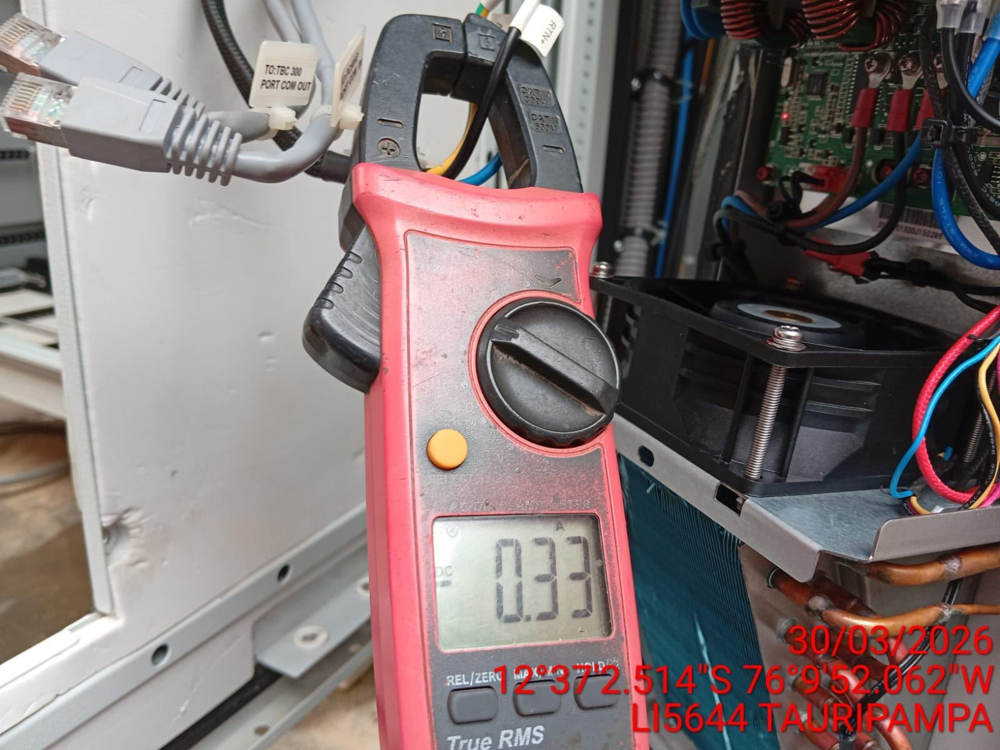 RTN+
TO:TBC 300
PORT COM OUT
CAT III
300V
CAT II
600V
A
DC
0.33
REL/ZERO MAX/MIN HOLD/
True RMS
30/03/2026
12°37'2.514"S 76°9'52.062"W
LI5644 TAURIPAMPA